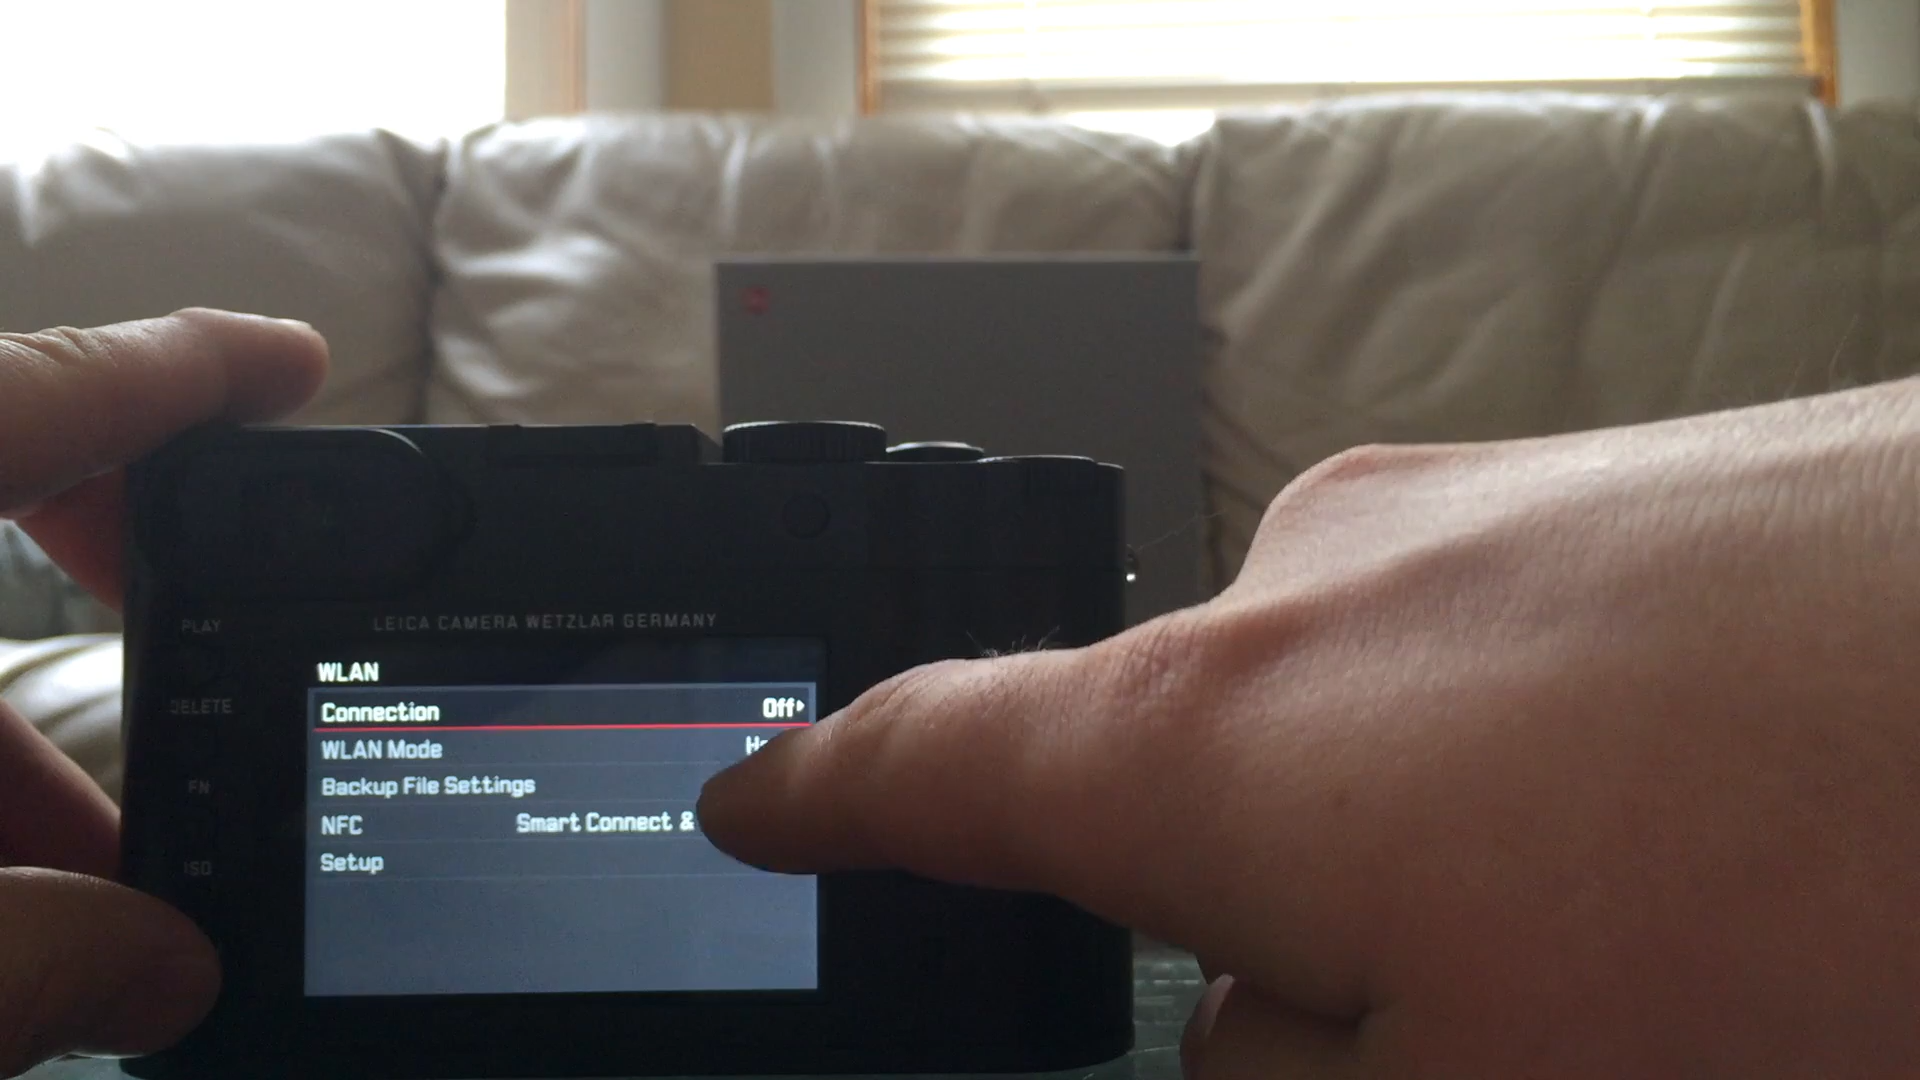 PLAY
LEICA CAMERA WETZLAR GERMANY
DELETE
FN
ISO
WLAN
Connection Off
WLAN Mode
Backup File Settings
NFC Smart Connect &
Setup